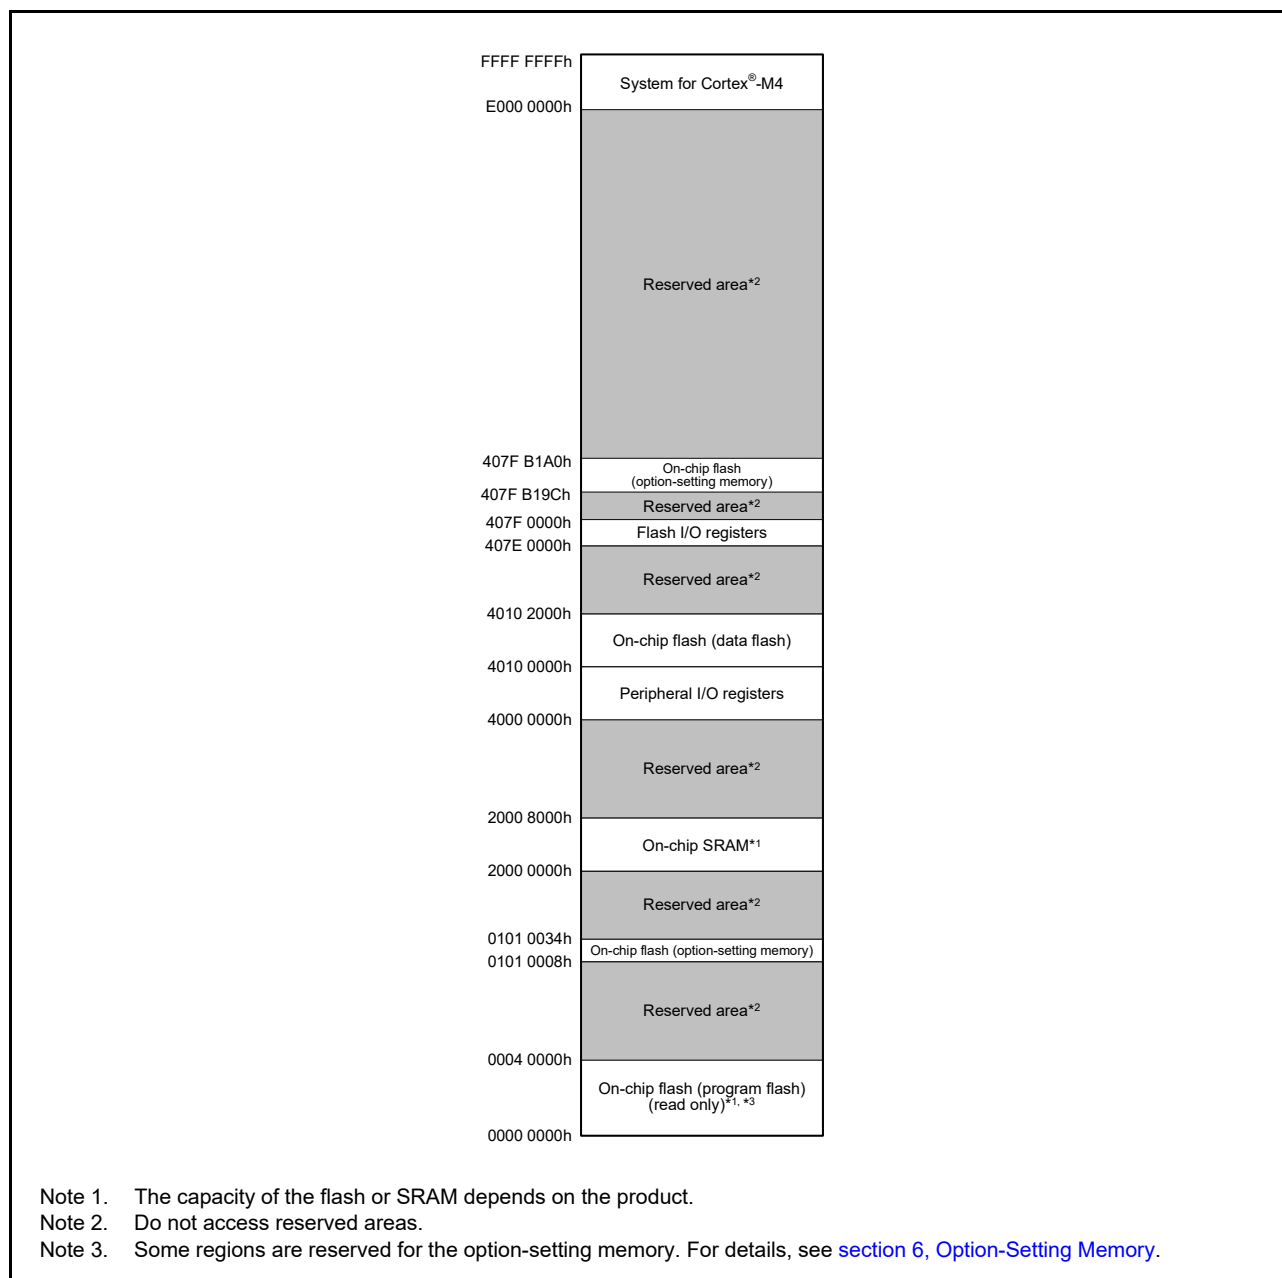 FFFF FFFFh
System for Cortex®-M4
E000 0000h
Reserved area*2
407F B1A0h
On-chip flash
(option-setting memory)
407F B19Ch
Reserved area*2
407F 0000h
Flash I/O registers
407E 0000h
Reserved area*2
4010 2000h
On-chip flash (data flash)
4010 0000h
Peripheral I/O registers
4000 0000h
Reserved area*2
2000 8000h
On-chip SRAM*1
2000 0000h
Reserved area*2
0101 0034h
On-chip flash (option-setting memory)
0101 0008h
Reserved area*2
0004 0000h
On-chip flash (program flash)
(read only)*1, *3
0000 0000h
Note 1. The capacity of the flash or SRAM depends on the product.
Note 2. Do not access reserved areas.
Note 3. Some regions are reserved for the option-setting memory. For details, see section 6, Option-Setting Memory.